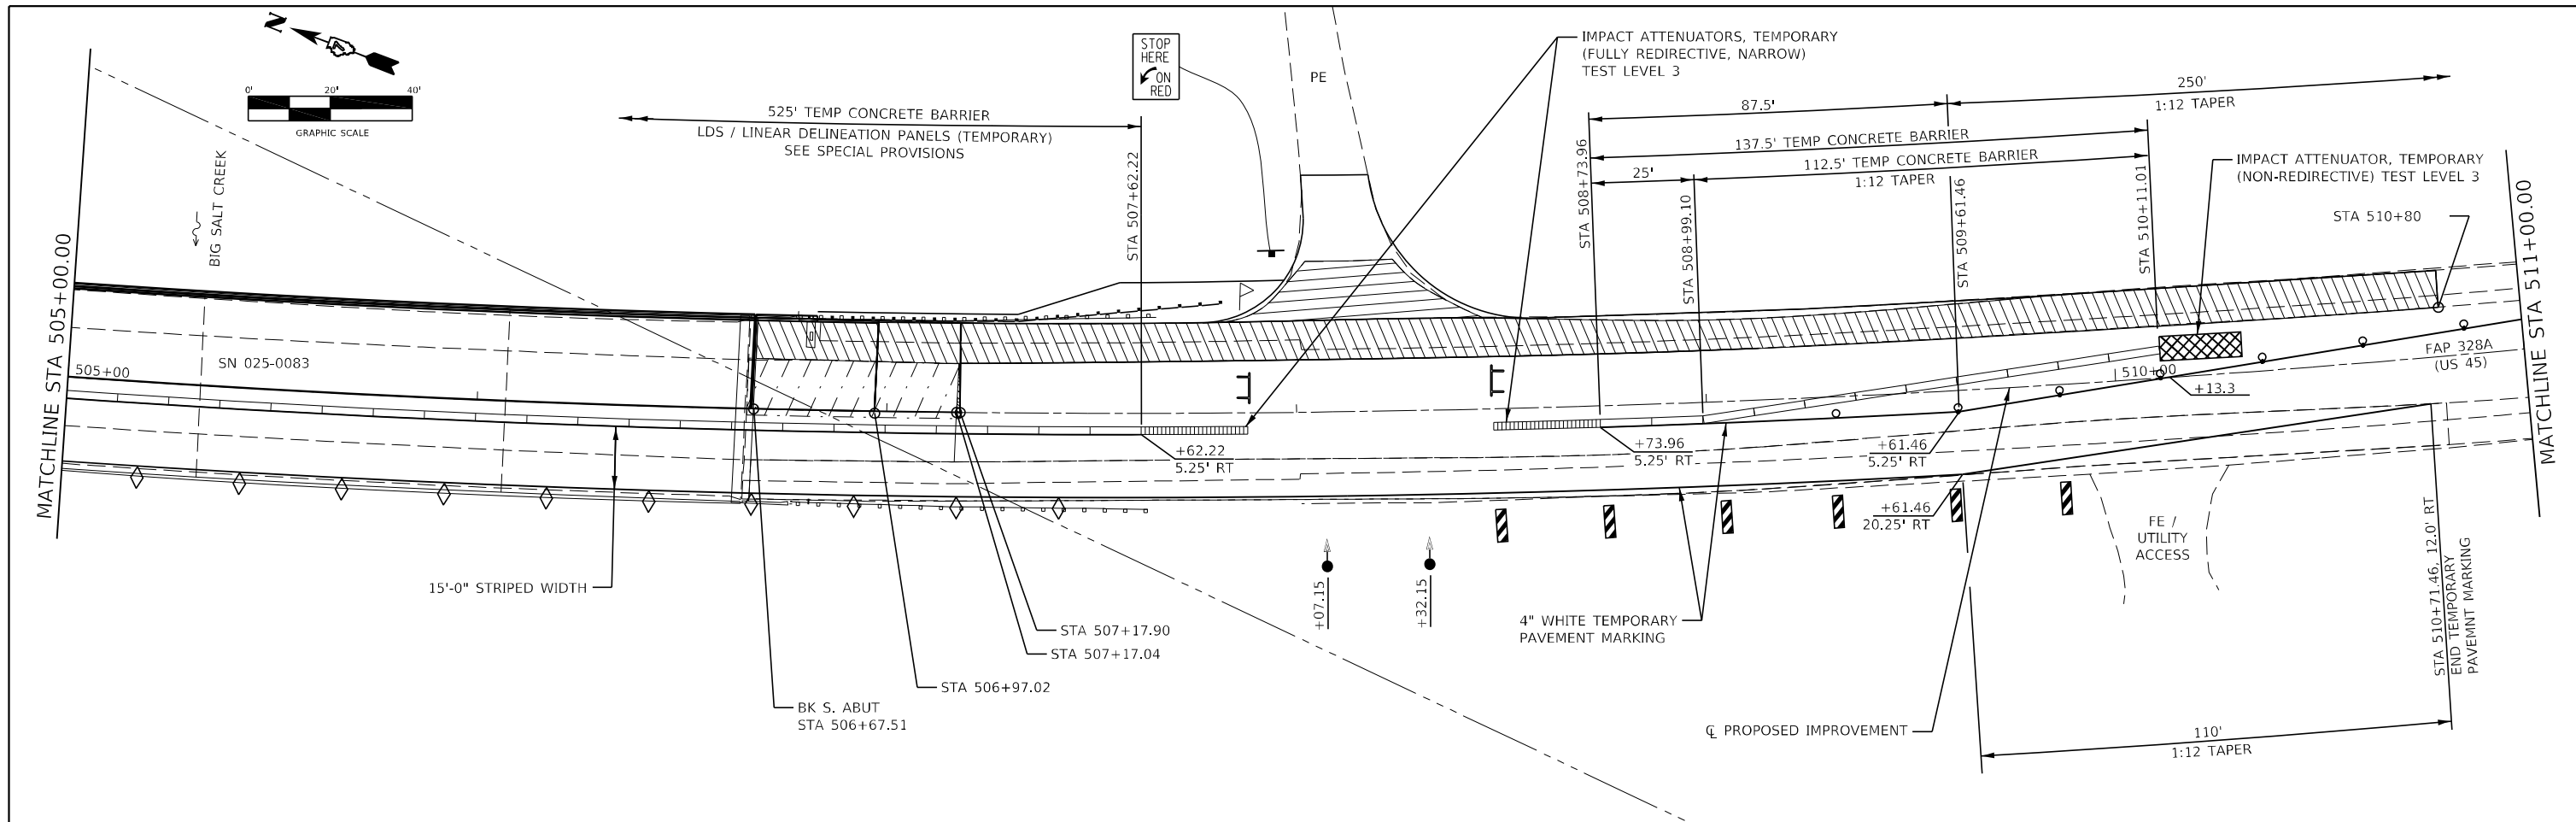 N
0'
20'
40'
GRAPHIC SCALE
MATCHLINE STA 505+00.00
BIG SALT CREEK
525' TEMP CONCRETE BARRIER
LDS / LINEAR DELINEATION PANELS (TEMPORARY)
SEE SPECIAL PROVISIONS
STA 507+62.22
STOP
HERE
ON
RED
PE
IMPACT ATTENUATORS, TEMPORARY
(FULLY REDIRECTIVE, NARROW)
TEST LEVEL 3
250'
1:12 TAPER
87.5'
137.5' TEMP CONCRETE BARRIER
112.5' TEMP CONCRETE BARRIER
1:12 TAPER
25'
STA 508+73.96
STA 508+99.10
STA 509+61.46
STA 510+11.01
IMPACT ATTENUATOR, TEMPORARY
(NON-REDIRECTIVE) TEST LEVEL 3
STA 510+80
MATCHLINE STA 511+00.00
505+00
SN 025-0083
510+00
+13.3
FAP 328A
(US 45)
+62.22
5.25' RT
+73.96
5.25' RT
+61.46
5.25' RT
+61.46
20.25' RT
FE /
UTILITY
ACCESS
15'-0" STRIPED WIDTH
STA 507+17.90
STA 507+17.04
STA 506+97.02
BK S. ABUT
STA 506+67.51
+07.15
+32.15
4" WHITE TEMPORARY
PAVEMENT MARKING
℄ PROPOSED IMPROVEMENT
STA 510+71.46, 12.0' RT
END TEMPORARY
PAVEMNT MARKING
110'
1:12 TAPER